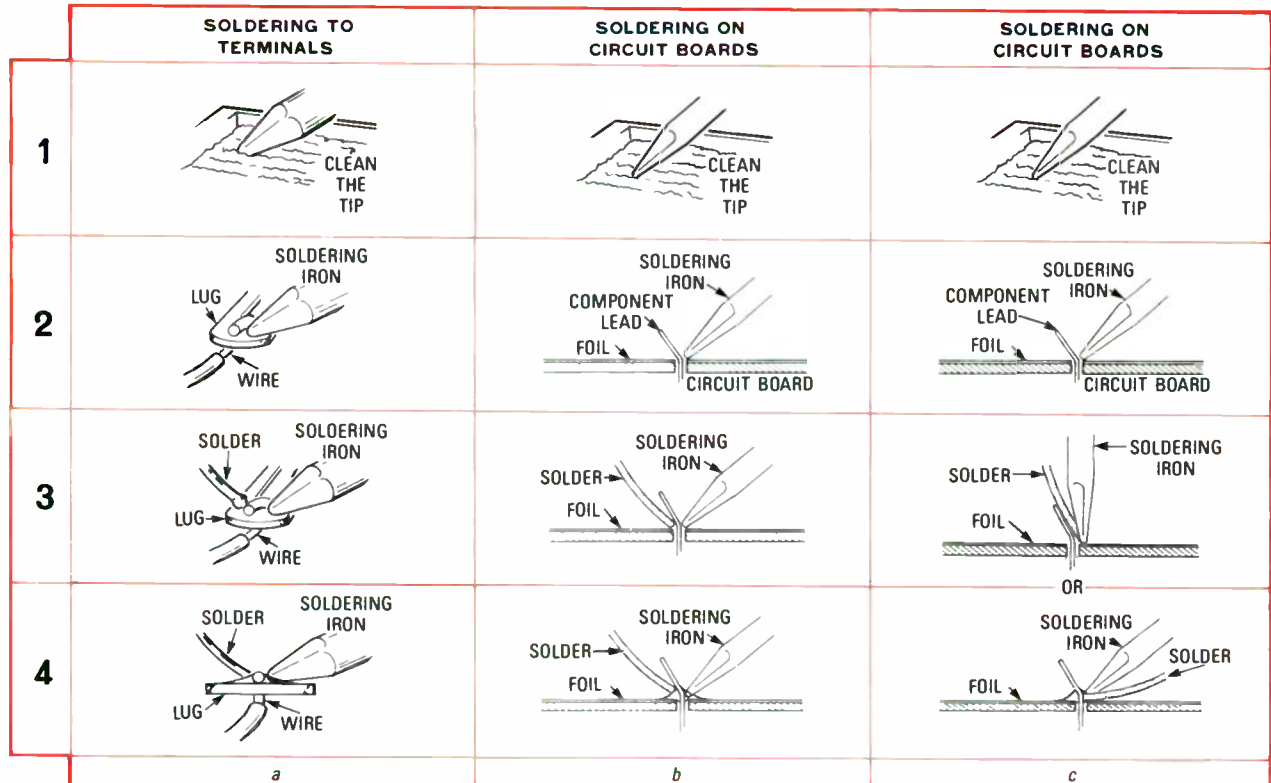 SOLDERING TO
TERMINALS
SOLDERING ON
CIRCUIT BOARDS
SOLDERING ON
CIRCUIT BOARDS
1
CLEAN
THE
TIP
CLEAN
THE
TIP
CLEAN
THE
TIP
2
SOLDERING
IRON
LUG
WIRE
SOLDERING
IRON
COMPONENT
LEAD
FOIL
CIRCUIT BOARD
SOLDERING
IRON
COMPONENT
LEAD
FOIL
CIRCUIT BOARD
3
SOLDER
SOLOERING
IRON
LUG
WIRE
SOLDERING
IRON
SOLDER
FOIL
SOLDERING
IRON
SOLDER
FOIL
OR
4
SOLDER
SOLDERING
IRON
LUG
WIRE
SOLDERING
IRON
SOLDER
FOIL
SOLDERING
IRON
SOLDER
FOIL
a
b
c